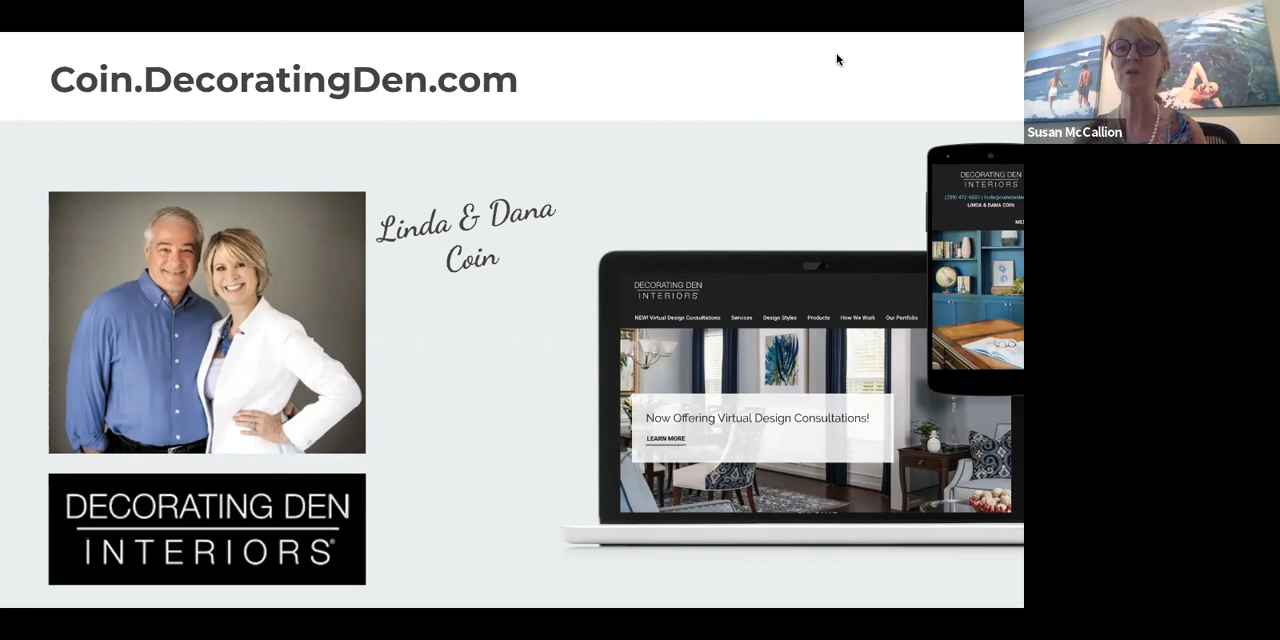 Coin.DecoratingDen.com
Susan McCallion
Linda & Dana
Coin
DECORATING DEN
INTERIORS®
DECORATING DEN
INTERIORS
NEW! Virtual Design Consultations Services Design Styles Products How We Work Our Portfolio
Now Offering Virtual Design Consultations!
LEARN MORE
DECORATING DEN
INTERIORS
LINDA & DANA COIN